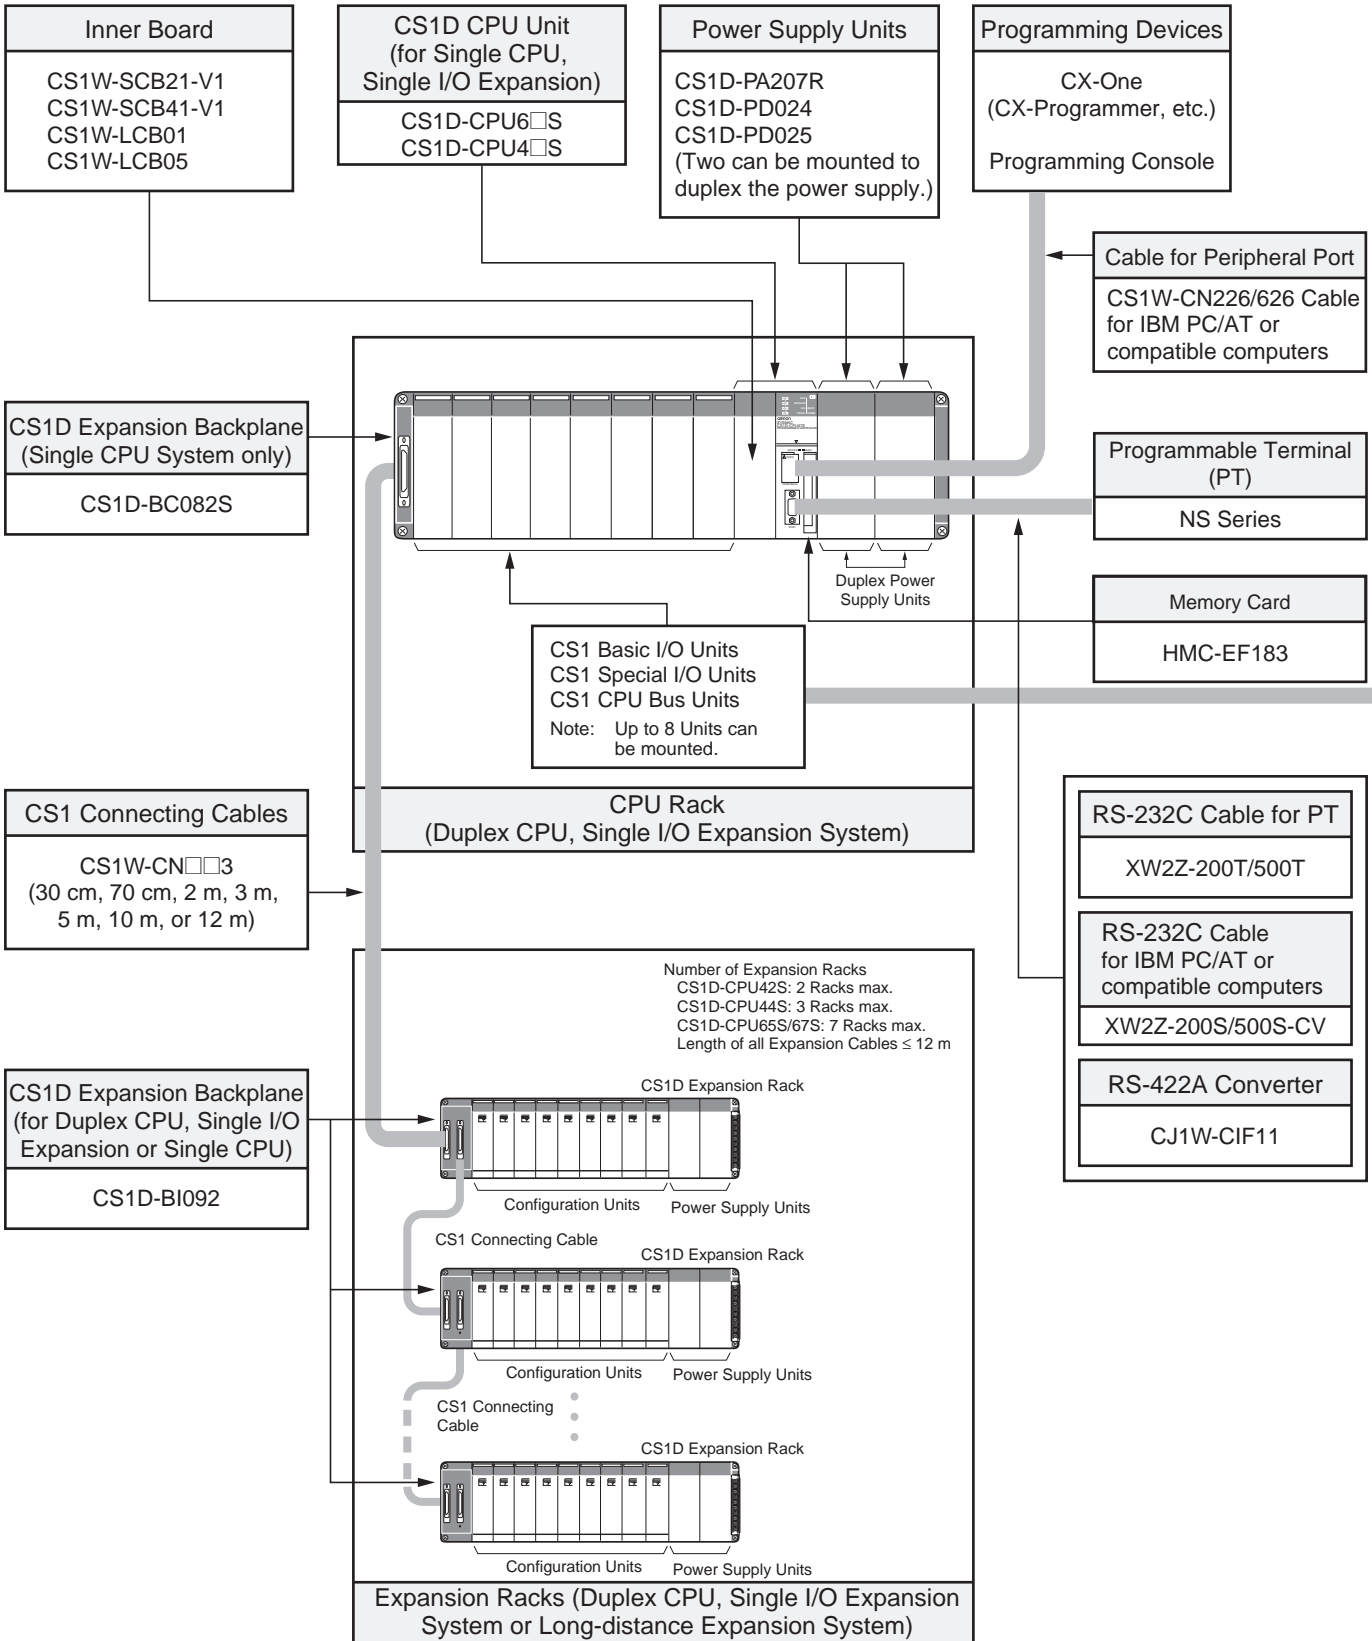 Inner Board
CS1W-SCB21-V1
CS1W-SCB41-V1
CS1W-LCB01
CS1W-LCB05
CS1D CPU Unit
(for Single CPU,
Single I/O Expansion)
CS1D-CPU6□S
CS1D-CPU4□S
Power Supply Units
CS1D-PA207R
CS1D-PD024
CS1D-PD025
(Two can be mounted to
duplex the power supply.)
Programming Devices
CX-One
(CX-Programmer, etc.)
Programming Console
Cable for Peripheral Port
CS1W-CN226/626 Cable
for IBM PC/AT or
compatible computers
CS1D Expansion Backplane
(Single CPU System only)
CS1D-BC082S
Programmable Terminal
(PT)
NS Series
Duplex Power
Supply Units
Memory Card
HMC-EF183
CS1 Basic I/O Units
CS1 Special I/O Units
CS1 CPU Bus Units
Note: Up to 8 Units can
be mounted.
CPU Rack
(Duplex CPU, Single I/O Expansion System)
CS1 Connecting Cables
CS1W-CN□□3
(30 cm, 70 cm, 2 m, 3 m,
5 m, 10 m, or 12 m)
RS-232C Cable for PT
XW2Z-200T/500T
RS-232C Cable
for IBM PC/AT or
compatible computers
XW2Z-200S/500S-CV
RS-422A Converter
CJ1W-CIF11
Number of Expansion Racks
CS1D-CPU42S: 2 Racks max.
CS1D-CPU44S: 3 Racks max.
CS1D-CPU65S/67S: 7 Racks max.
Length of all Expansion Cables ≤ 12 m
CS1D Expansion Backplane
(for Duplex CPU, Single I/O
Expansion or Single CPU)
CS1D-BI092
CS1D Expansion Rack
Configuration Units
Power Supply Units
CS1 Connecting Cable
CS1D Expansion Rack
Configuration Units
Power Supply Units
CS1 Connecting
Cable
CS1D Expansion Rack
Configuration Units
Power Supply Units
Expansion Racks (Duplex CPU, Single I/O Expansion
System or Long-distance Expansion System)